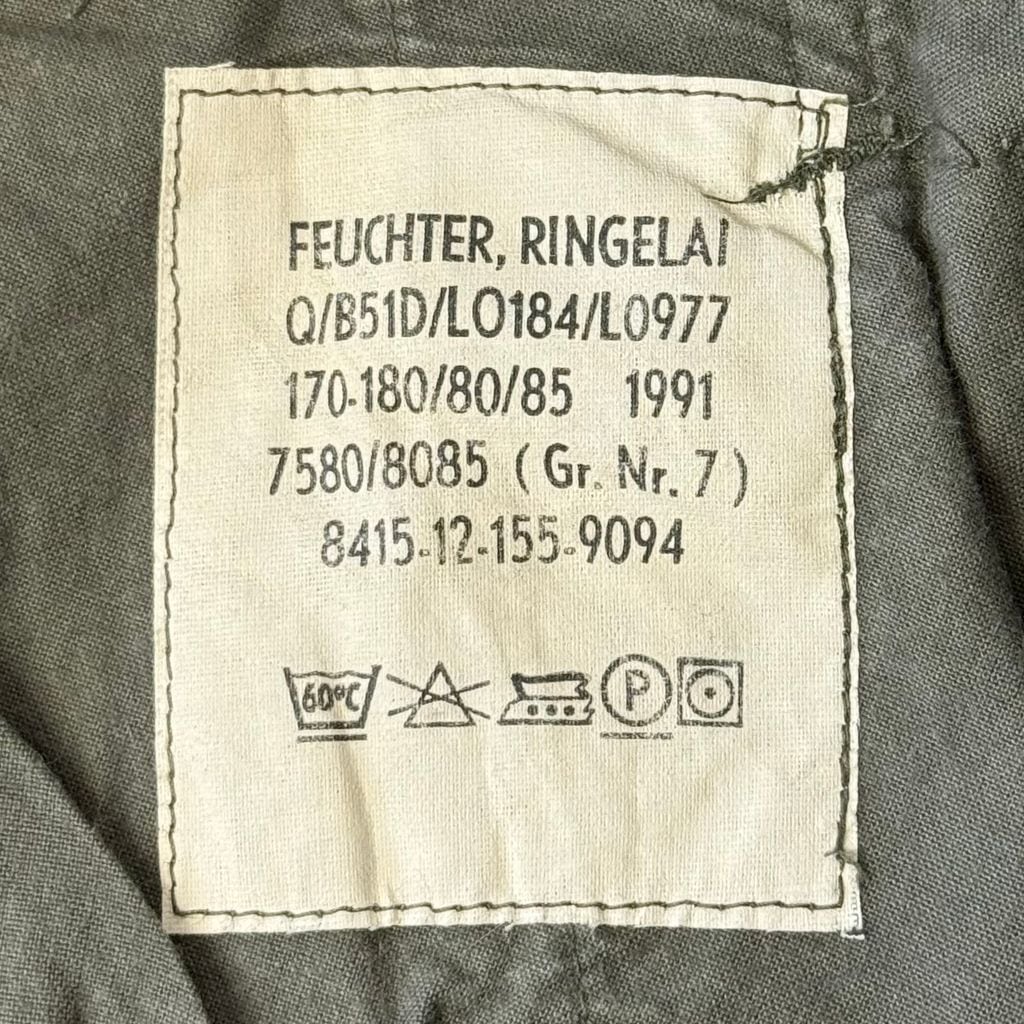 FEUCHTER, RINGELAI
Q/B51D/LO184/LO977
170-180/80/85 1991
7580/8085 (Gr. Nr. 7)
8415-12-155-9094
60°C P